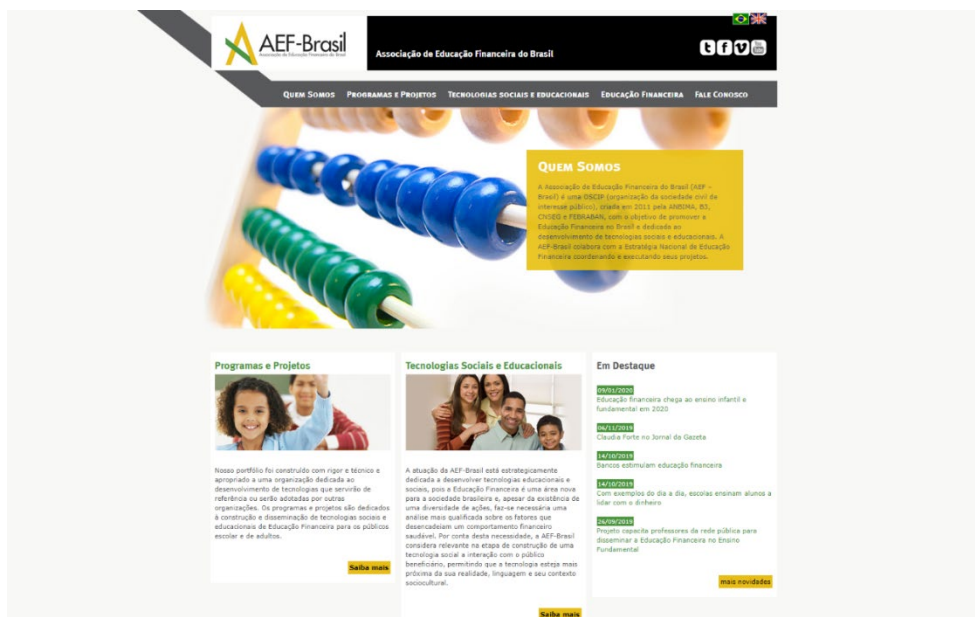 AEF-Brasil
Associação de Educação Financeira do Brasil
Associação de Educação Financeira do Brasil
Quem Somos Programas e Projetos Tecnologias sociais e educacionais Educação Financeira Fale Conosco
Quem Somos
A Associação de Educação Financeira do Brasil (AEF -
Brasil) é uma OSCIP (organização da sociedade civil de
interesse público), criada em 2011 pela ANBIMA, B3,
CNSEG e FEBRABAN, com o objetivo de promover a
Educação Financeira no Brasil e dedicada ao
desenvolvimento de tecnologias sociais e educacionais. A
AEF-Brasil colabora com a Estratégia Nacional de Educação
Financeira coordenando e executando seus projetos.
Programas e Projetos
Nosso portfólio foi construído com rigor e técnico e
apropriado a uma organização dedicada ao
desenvolvimento de tecnologias que servirão de
referência ou serão adotadas por outras
organizações. Os programas e projetos são dedicados
à construção e disseminação de tecnologias sociais e
educacionais de Educação Financeira para os públicos
escolar e de adultos.
Saiba mais
Tecnologias Sociais e Educacionais
A atuação da AEF-Brasil está estrategicamente
dedicada a desenvolver tecnologias educacionais e
sociais, pois a Educação Financeira é uma área nova
para a sociedade brasileira e, apesar da existência de
uma diversidade de ações, faz-se necessária uma
análise mais qualificada sobre os fatores que
desencadeiam um comportamento financeiro
saudável. Por conta desta necessidade, a AEF-Brasil
considera relevante na etapa de construção de uma
tecnologia social a interação com o público
beneficiário, permitindo que a tecnologia esteja mais
próxima da sua realidade, linguagem e seu contexto
sociocultural.
Saiba mais
Em Destaque
09/01/2020
Educação financeira chega ao ensino infantil e
fundamental em 2020
06/11/2019
Claudia Forte no Jornal da Gazeta
14/10/2019
Bancos estimulam educação financeira
14/10/2019
Com exemplos do dia a dia, escolas ensinam alunos a
lidar com o dinheiro
26/09/2019
Projeto capacita professores da rede pública para
disseminar a Educação Financeira no Ensino
Fundamental
mais novidades